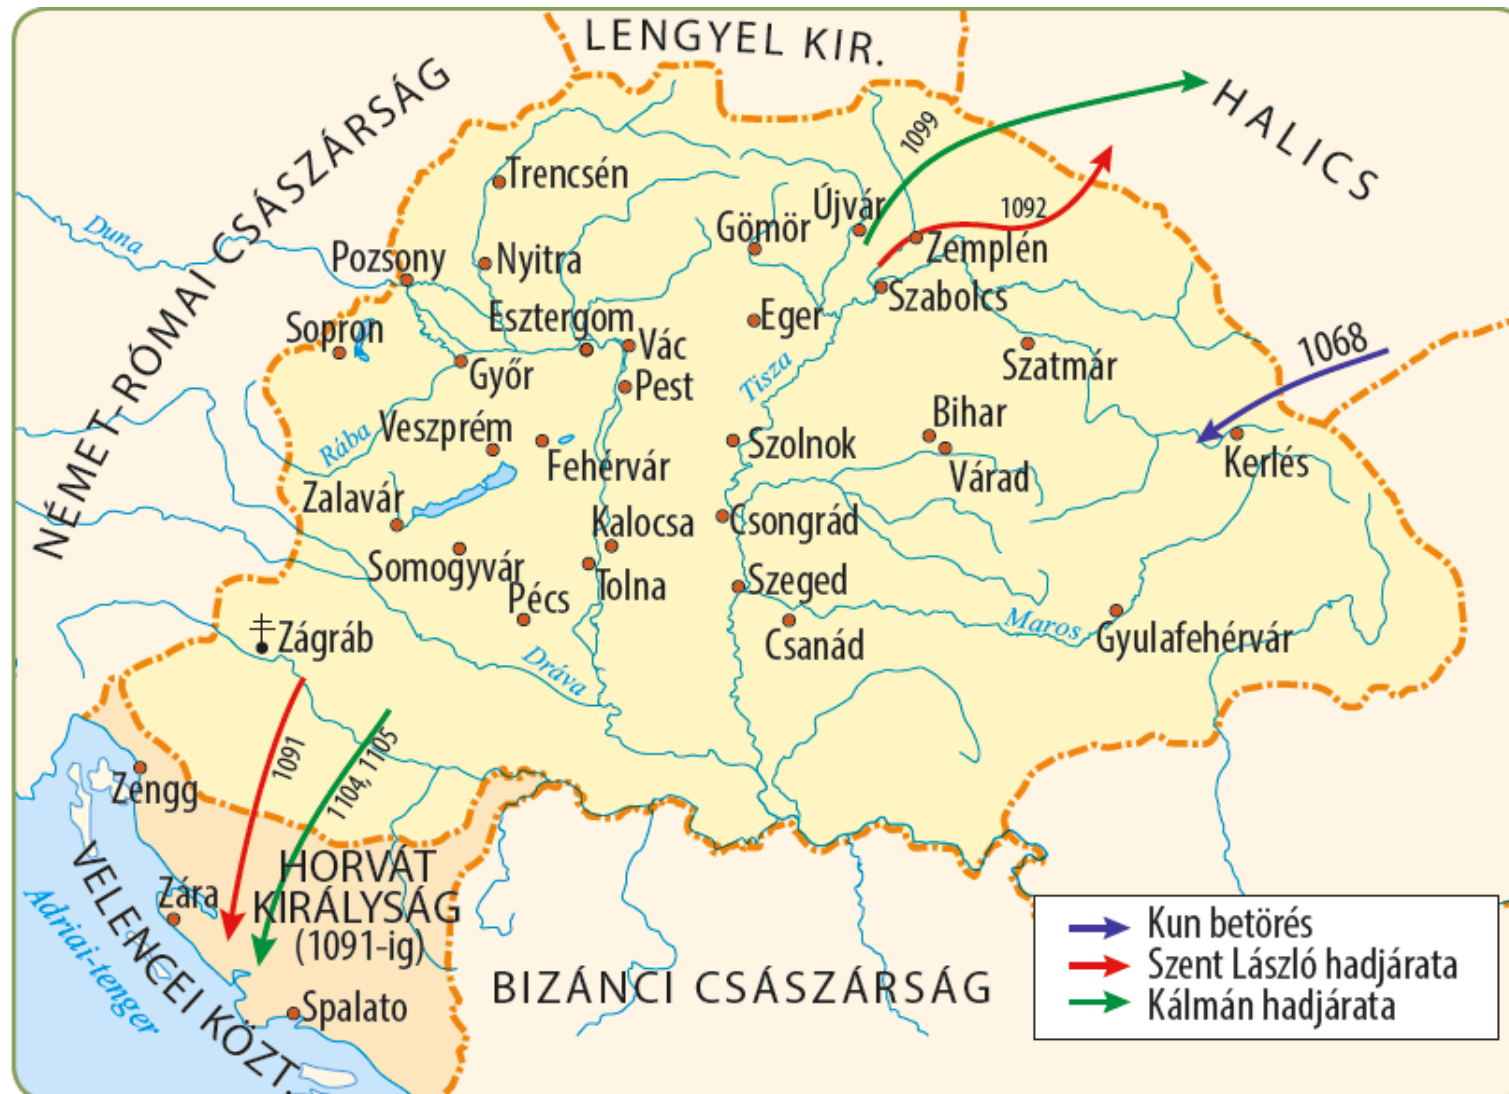 LENGYEL KIR.
NÉMET-RÓMAI CSÁSZÁRSÁG
HALICS
1099
1092
Trencsén
Duna
Pozsony
Nyitra
Gömör
Újvár
Zemplén
Szabolcs
Sopron
Esztergom
Vác
Eger
Győr
Pest
Tisza
Szatmár
1068
Rába
Veszprém
Fehérvár
Szolnok
Bihar
Várad
Kerlés
Zalavár
Kalocsa
Csongrád
Somogyvár
Tolna
Szeged
Pécs
Csanád
Maros
Gyulafehérvár
Zágráb
Dráva
1091
1104, 1105
Zengg
HORVÁT
KIRÁLYSÁG
(1091-ig)
Zára
VELENCEI KÖZT.
Adriai-tenger
Spalato
BIZÁNCI CSÁSZÁRSÁG
Kun betörés
Szent László hadjárata
Kálmán hadjárata